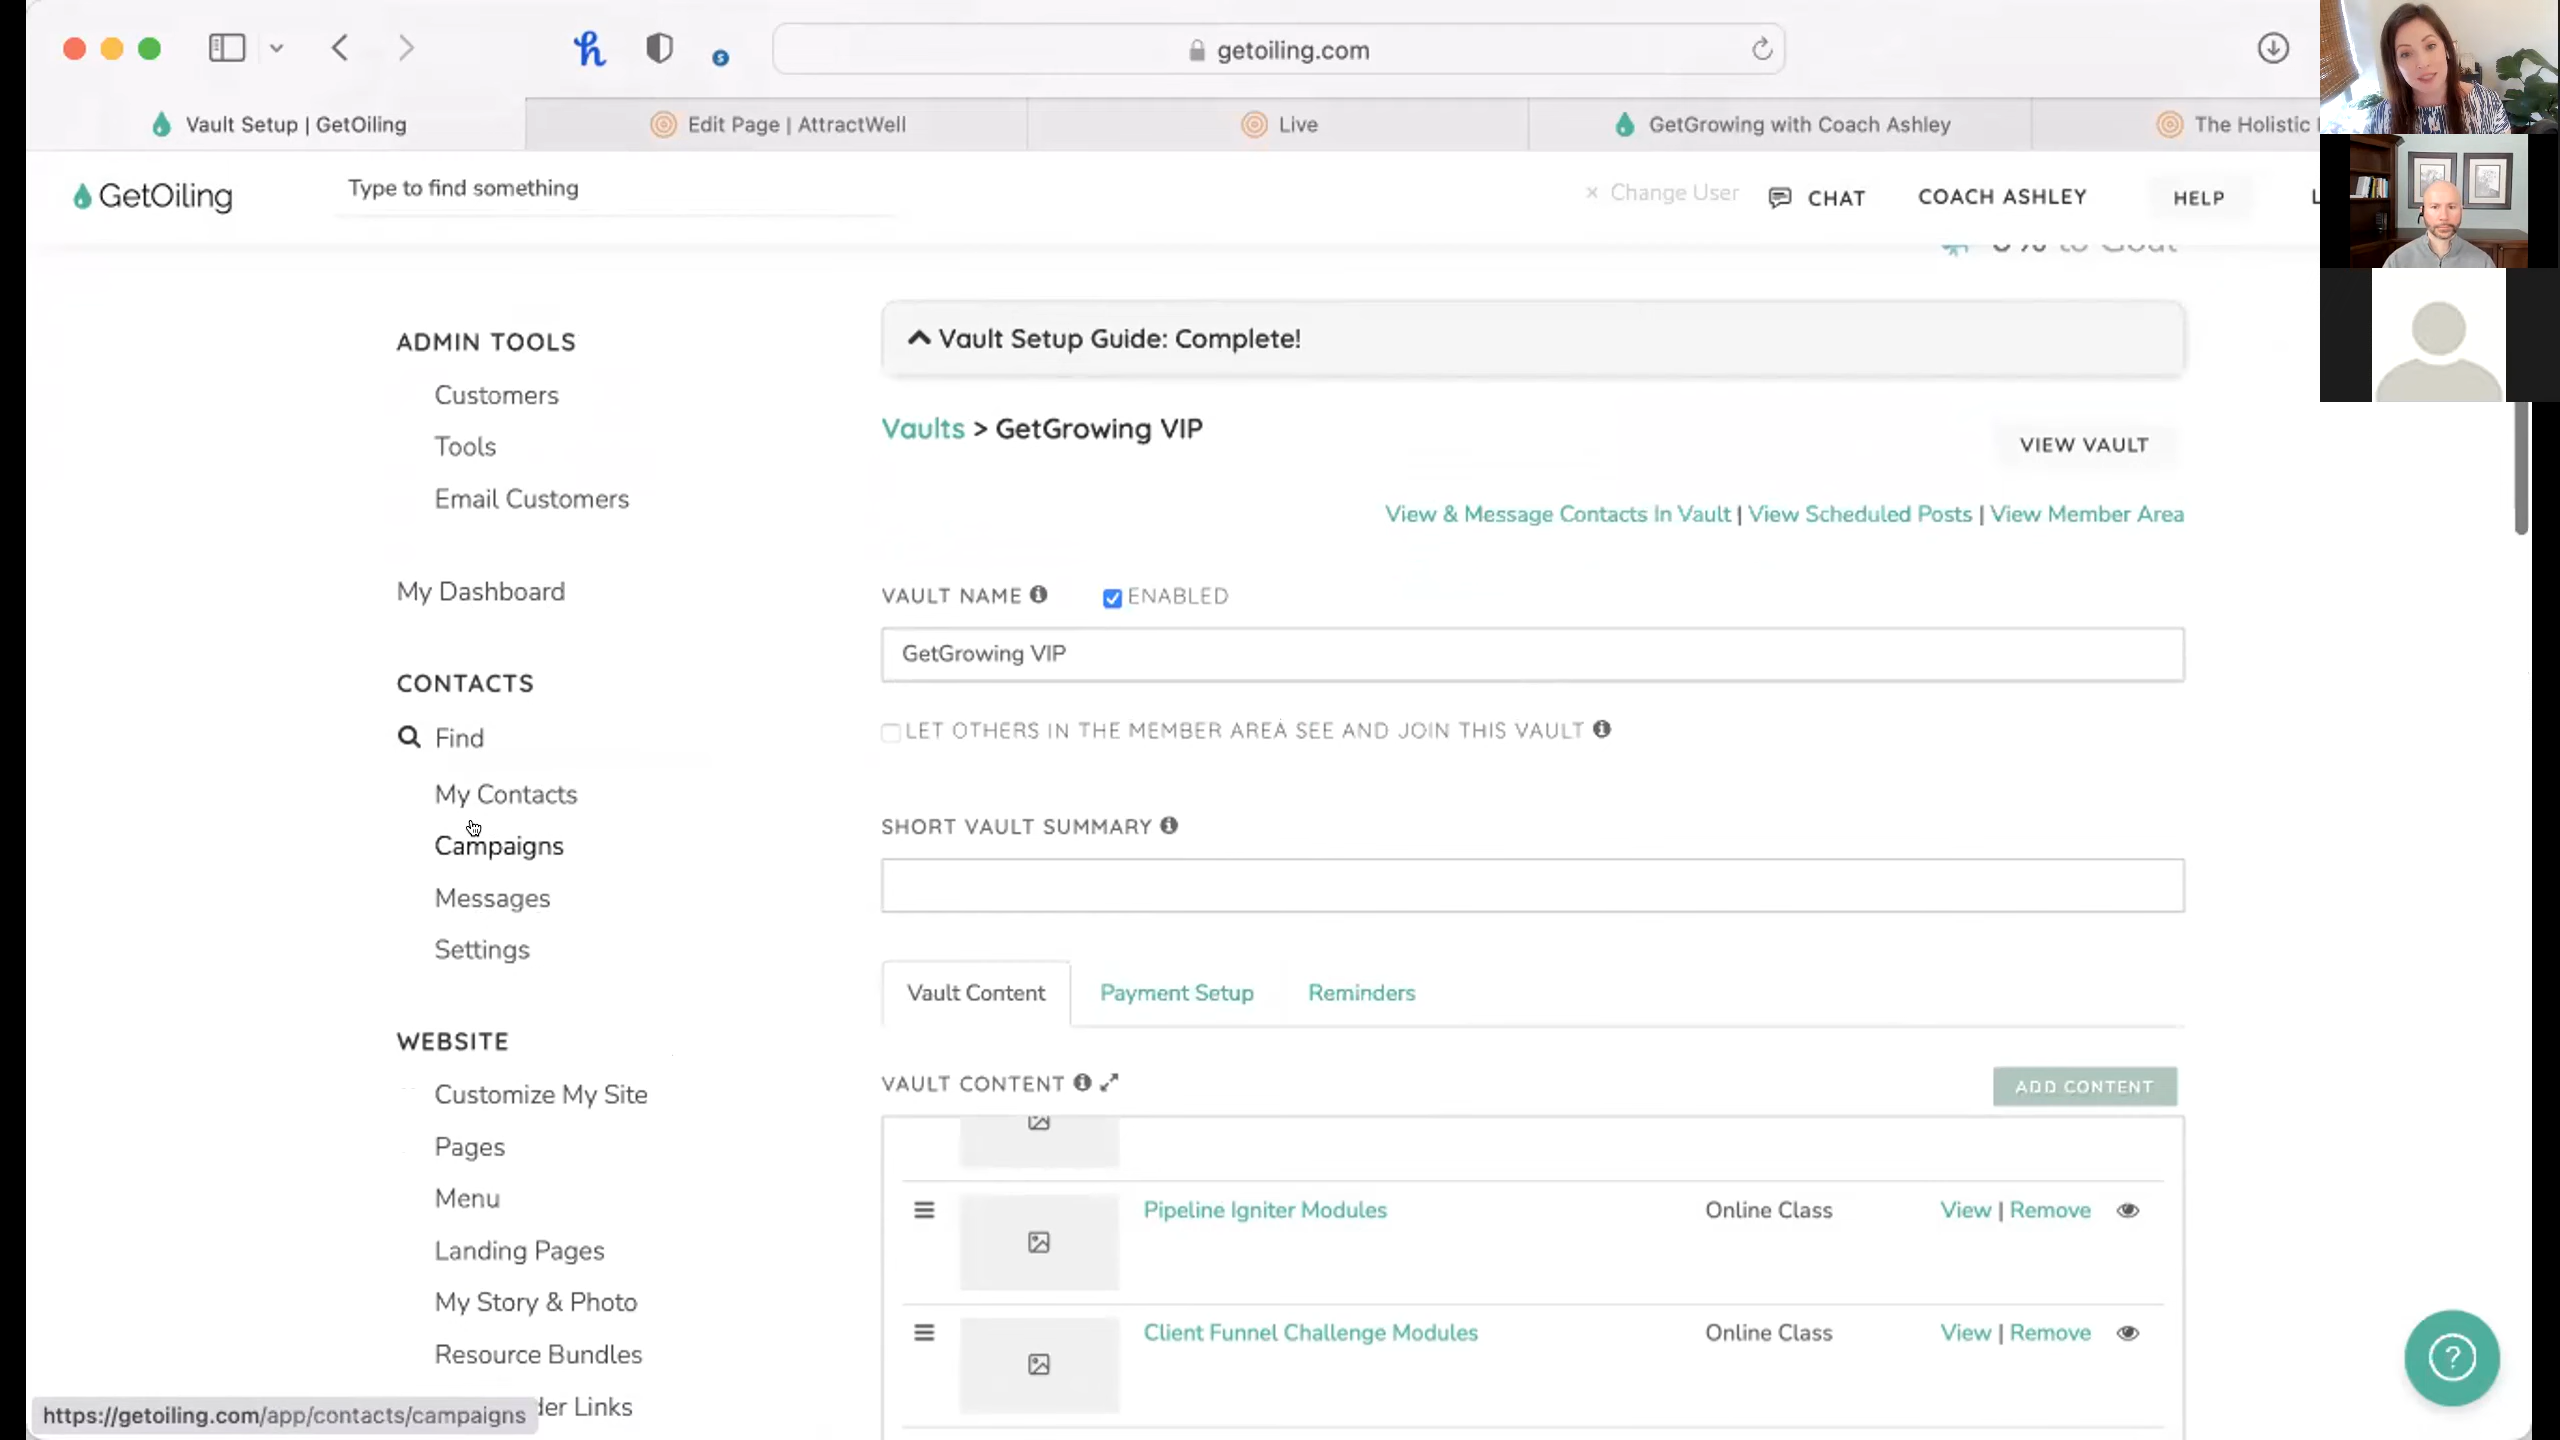 getoiling.com
Vault Setup | GetOiling
Edit Page | AttractWell
Live
GetGrowing with Coach Ashley
The Holistic
GetOiling
Type to find something
× Change User
CHAT
COACH ASHLEY
HELP
to Goal
ADMIN TOOLS
Customers
Tools
Email Customers
My Dashboard
CONTACTS
Find
My Contacts
Campaigns
Messages
Settings
WEBSITE
Customize My Site
Pages
Menu
Landing Pages
My Story & Photo
Resource Bundles
der Links
https://getoiling.com/app/contacts/campaigns
Vault Setup Guide: Complete!
Vaults > GetGrowing VIP
VIEW VAULT
View & Message Contacts In Vault | View Scheduled Posts | View Member Area
VAULT NAME
ENABLED
GetGrowing VIP
LET OTHERS IN THE MEMBER AREA SEE AND JOIN THIS VAULT
SHORT VAULT SUMMARY
Vault Content
Payment Setup
Reminders
VAULT CONTENT
ADD CONTENT
Pipeline Igniter Modules
Online Class
View | Remove
Client Funnel Challenge Modules
Online Class
View | Remove